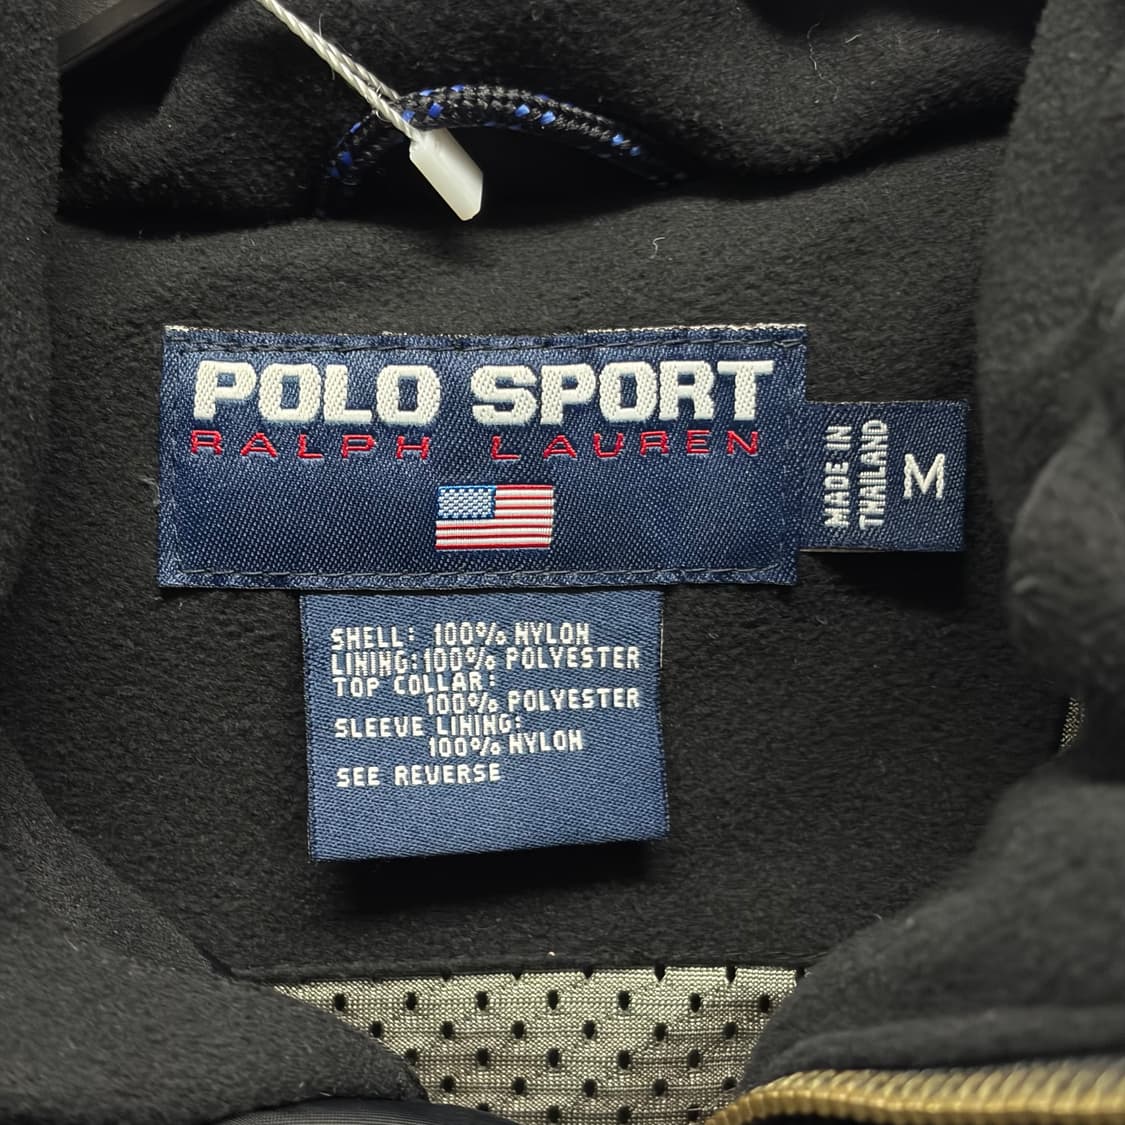 POLO SPORT
RALPH LAUREN
MADE IN
THAILAND
M
SHELL: 100% NYLON
LINING:100% POLYESTER
TOP COLLAR:
100% POLYESTER
SLEEVE LINING:
100% NYLON
SEE REVERSE